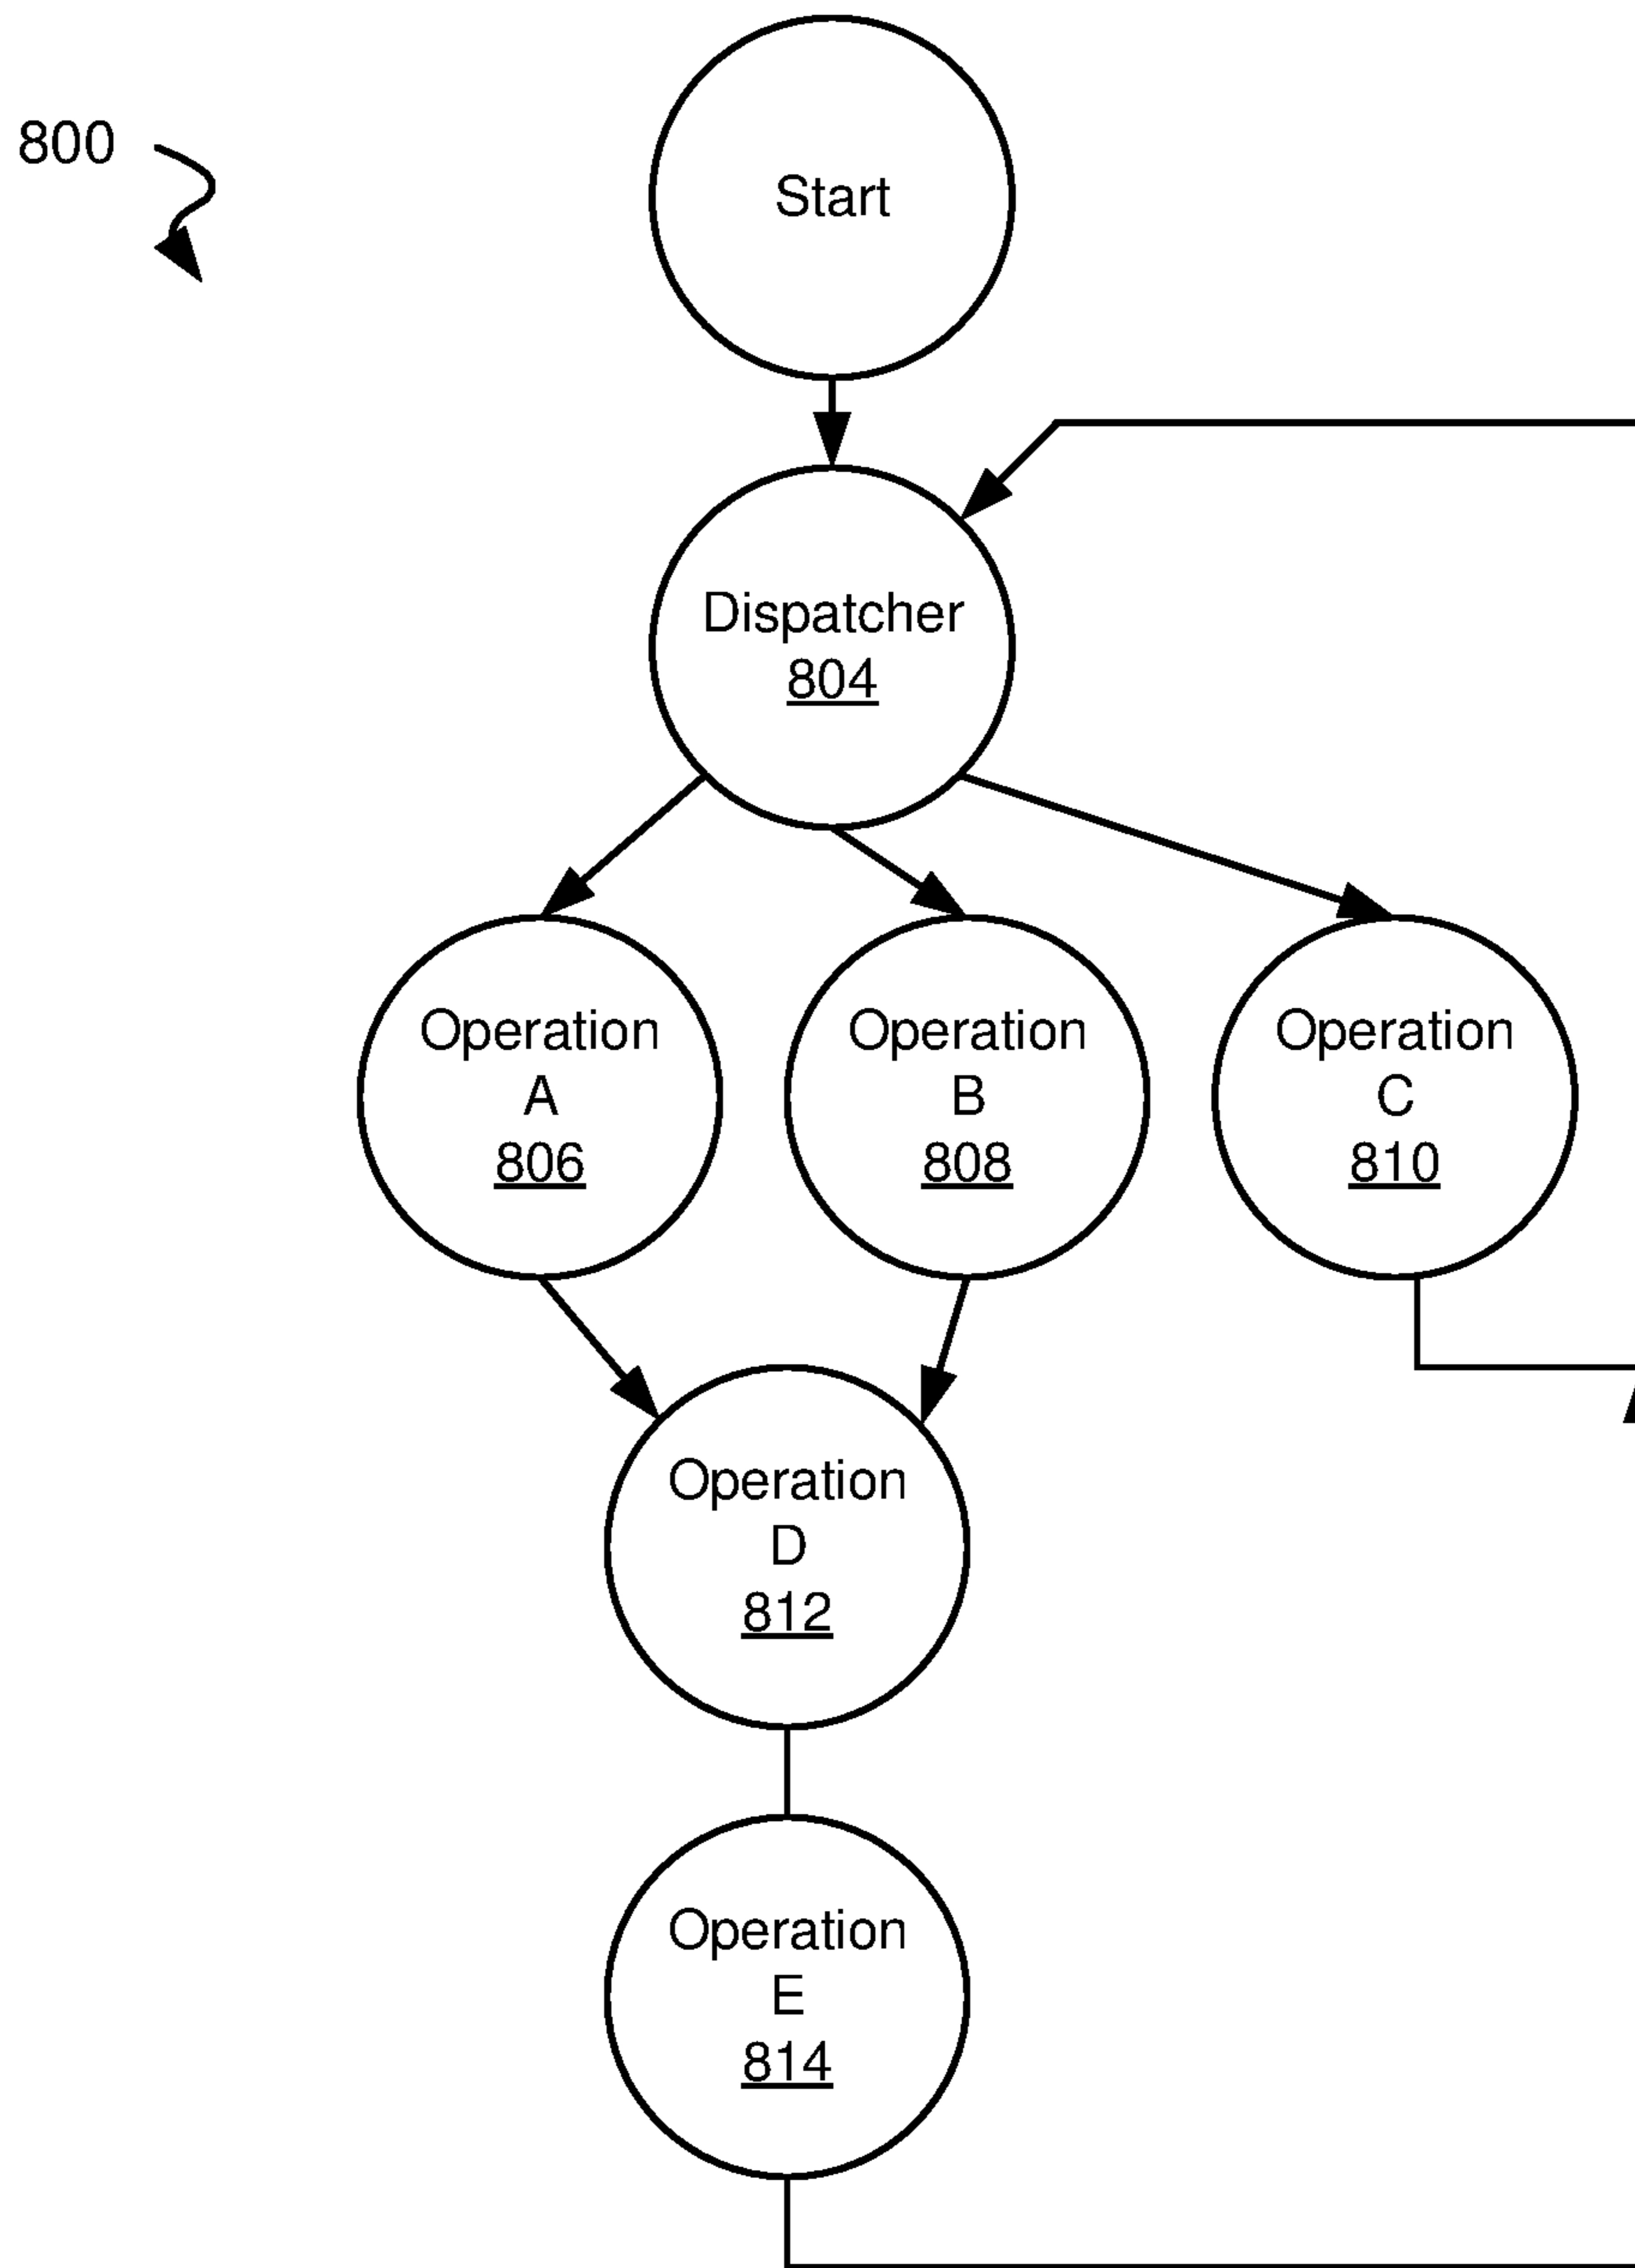 800
Start
Dispatcher
804
Operation
A
806
Operation
B
808
Operation
C
810
Operation
D
812
Operation
E
814